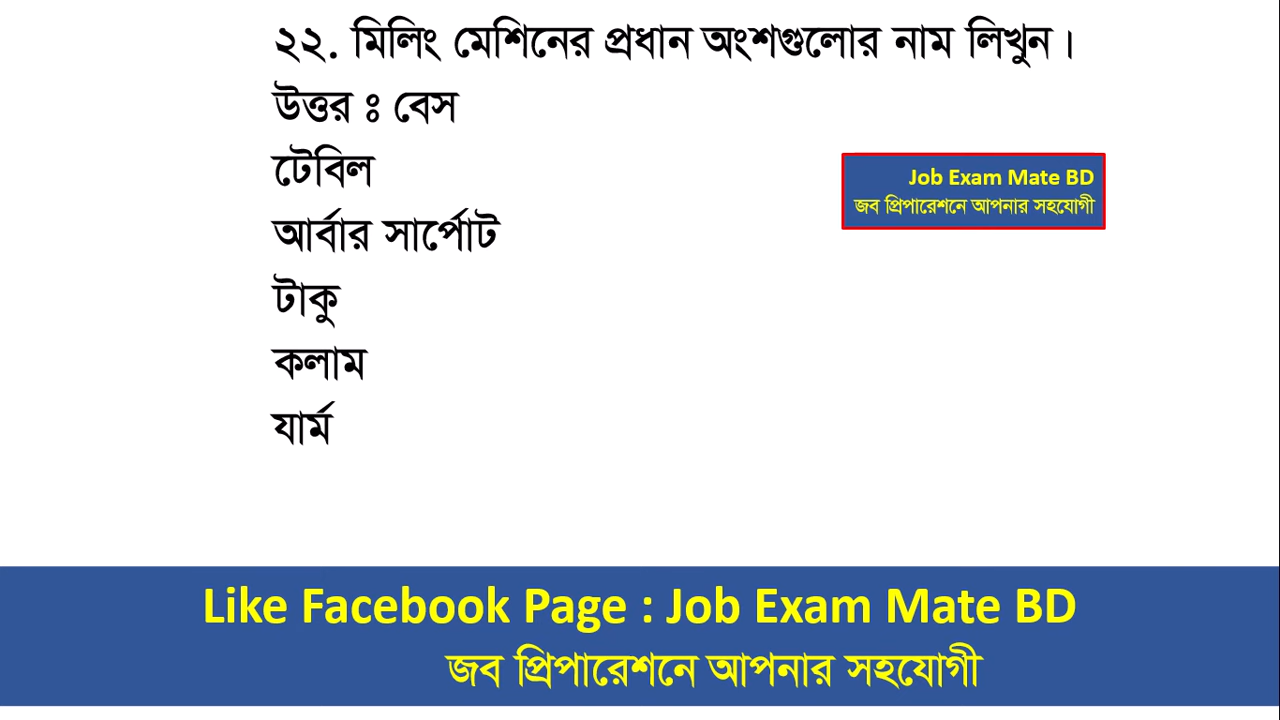 ২২. মিলিং মেশিনের প্রধান অংশগুলোর নাম লিখুন।
উত্তর ঃ বেস
টেবিল
আর্বার সার্পোট
টাকু
কলাম
যার্ম
Job Exam Mate BD
জব প্রিপারেশনে আপনার সহযোগী
Like Facebook Page : Job Exam Mate BD
জব প্রিপারেশনে আপনার সহযোগী